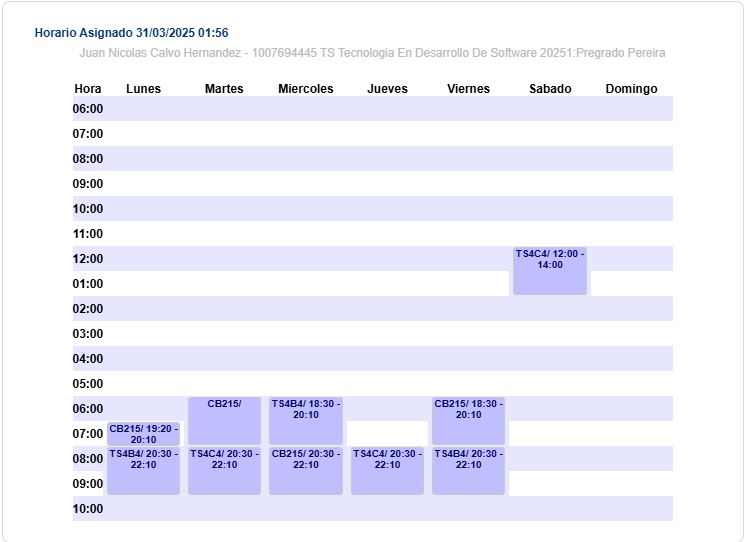 Horario Asignado 31/03/2025 01:56
Juan Nicolas Calvo Hernandez - 1007694445 TS Tecnologia En Desarrollo De Software 20251:Pregrado Pereira
Hora Lunes Martes Miercoles Jueves Viernes Sabado Domingo
06:00
07:00
08:00
09:00
10:00
11:00
12:00 TS4C4/ 12:00 -
14:00
01:00
02:00
03:00
04:00
05:00
06:00 CB215/ TS4B4/ 18:30 - CB215/ 18:30 -
20:10 20:10
07:00 CB215/ 19:20 -
20:10
08:00 TS4B4/ 20:30 - TS4C4/ 20:30 - CB215/ 20:30 - TS4C4/ 20:30 - TS4B4/ 20:30 -
22:10 22:10 22:10 22:10 22:10
09:00
10:00